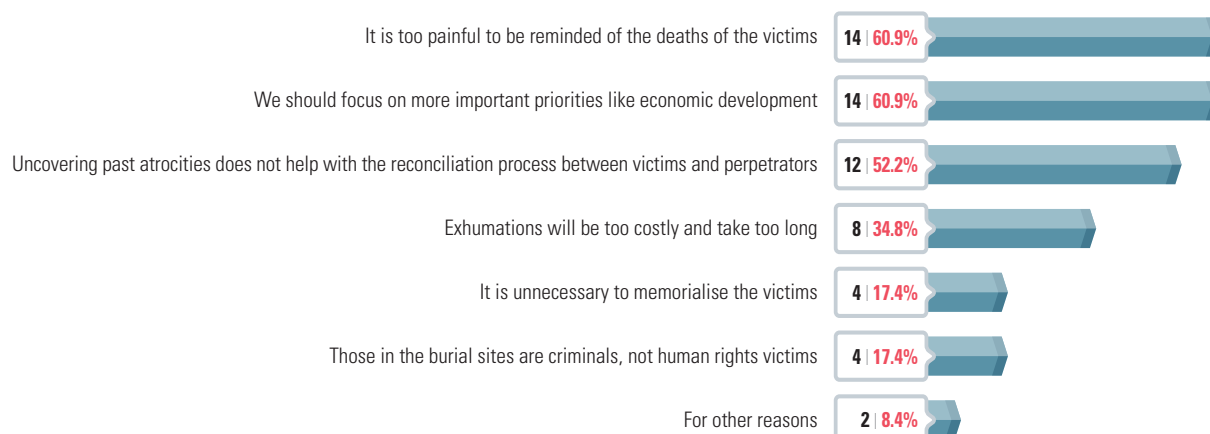 It is too painful to be reminded of the deaths of the victims 14 | 60.9%
We should focus on more important priorities like economic development 14 | 60.9%
Uncovering past atrocities does not help with the reconciliation process between victims and perpetrators 12 | 52.2%
Exhumations will be too costly and take too long 8 | 34.8%
It is unnecessary to memorialise the victims 4 | 17.4%
Those in the burial sites are criminals, not human rights victims 4 | 17.4%
For other reasons 2 | 8.4%